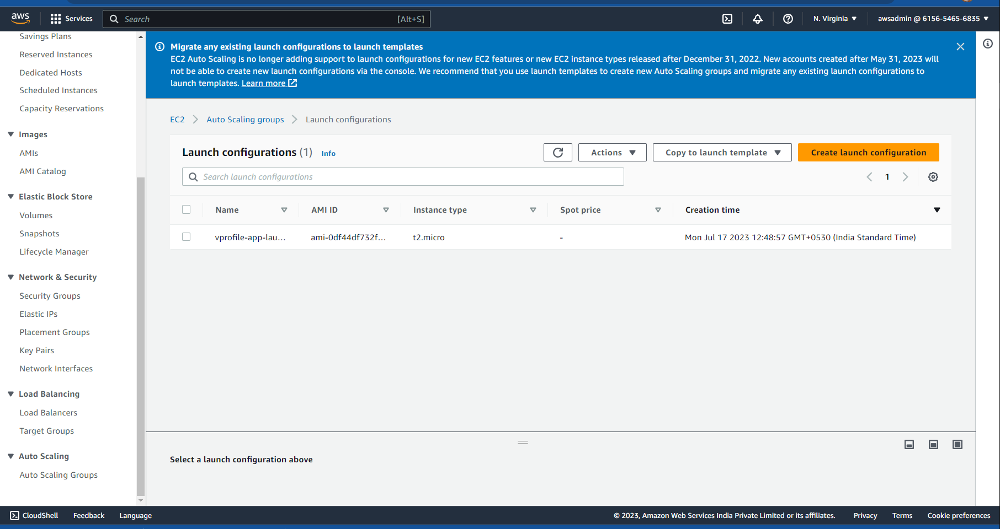 aws
Services
Search
[Alt+S]
N. Virginia
awsadmin @ 6156-5465-6835
Savings Plans
Reserved Instances
Dedicated Hosts
Scheduled Instances
Capacity Reservations
Images
AMIs
AMI Catalog
Elastic Block Store
Volumes
Snapshots
Lifecycle Manager
Network & Security
Security Groups
Elastic IPs
Placement Groups
Key Pairs
Network Interfaces
Load Balancing
Load Balancers
Target Groups
Auto Scaling
Auto Scaling Groups
Migrate any existing launch configurations to launch templates
EC2 Auto Scaling is no longer adding support to launch configurations for new EC2 features or new EC2 instance types released after December 31, 2022. New accounts created after May 31, 2023 will
not be able to create new launch configurations via the console. We recommend that you use launch templates to create new Auto Scaling groups and migrate any existing launch configurations to
launch templates. Learn more
EC2
Auto Scaling groups
Launch configurations
Launch configurations (1) Info
Actions
Copy to launch template
Create launch configuration
Search launch configurations
1
Name
AMI ID
Instance type
Spot price
Creation time
vprofile-app-lau...
ami-0df44df732f...
t2.micro
-
Mon Jul 17 2023 12:48:57 GMT+0530 (India Standard Time)
Select a launch configuration above
CloudShell
Feedback
Language
© 2023, Amazon Web Services India Private Limited or its affiliates.
Privacy
Terms
Cookie preferences